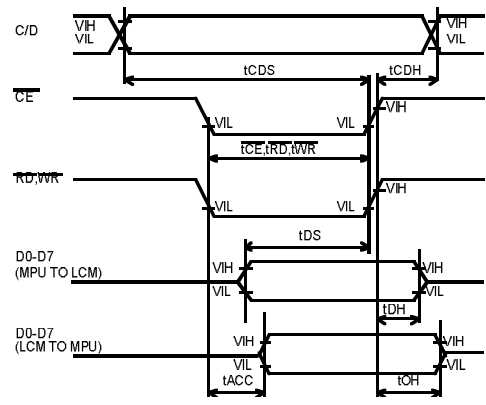 C/D VIH VIH
VIL VIL
tCDS tCDH
CE
VIH
VIL VIL
tCE,tRD,tWR
RD,WR
VIH
VIL VIL
tDS
D0-D7
(MPU TO LCM)
VIH VIH
VIL VIL
tDH
D0-D7
(LCM TO MPU)
VIH VIH
VIL VIL
tACC tOH